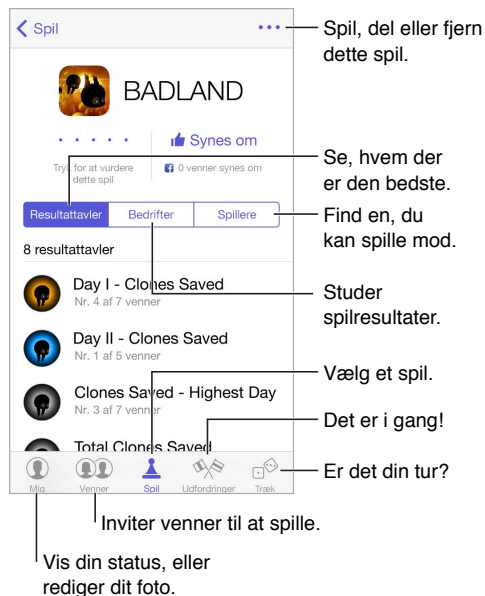 Spil
Spil, del eller fjern
dette spil.
BADLAND
Synes om
Tryk for at vurdere
dette spil
0 venner synes om
Se, hvem der
er den bedste.
Resultattavler
Bedrifter
Spillere
Find en, du
kan spille mod.
8 resultattavler
Day I - Clones Saved
Nr. 4 af 7 venner
Studer
spilresultater.
Day II - Clones Saved
Nr. 1 af 5 venner
Vælg et spil.
Clones Saved - Highest Day
Nr. 3 af 7 venner
Det er i gang!
Total Clones Saved
Er det din tur?
Mig
Venner
Spil
Udfordringer
Træk
Inviter venner til at spille.
Vis din status, eller
rediger dit foto.